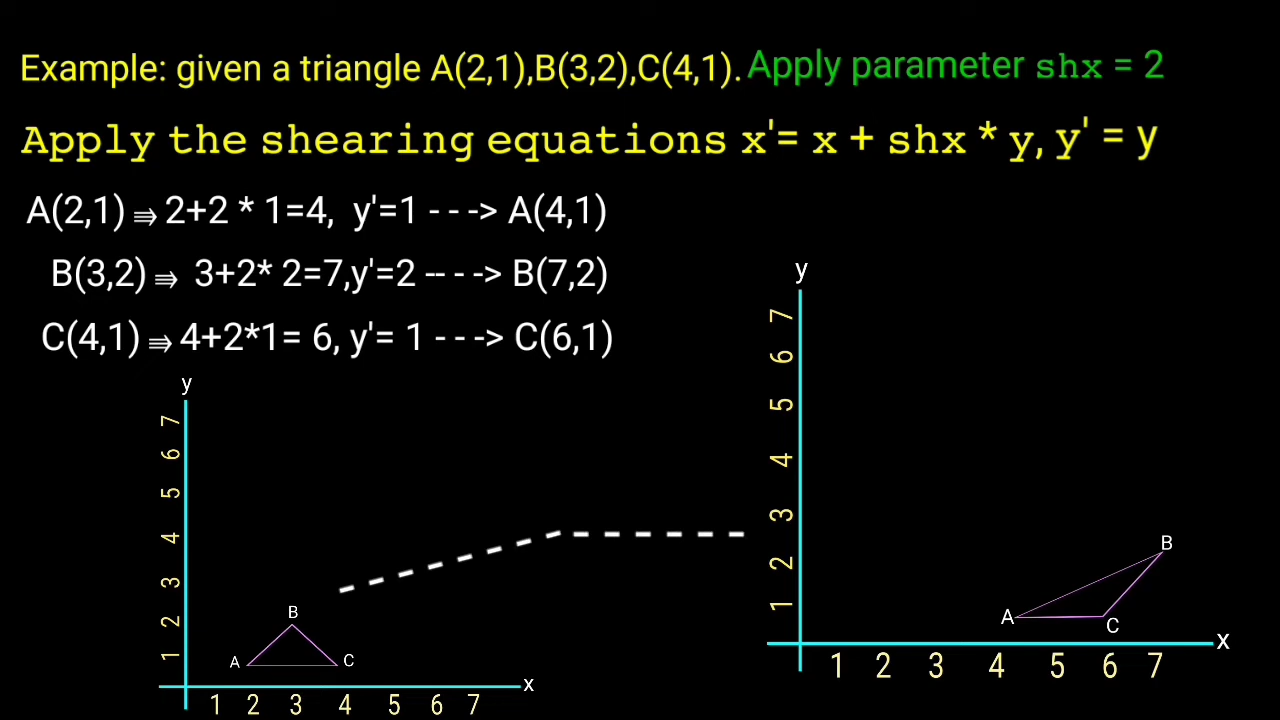 Example: given a triangle A(2,1),B(3,2),C(4,1). Apply parameter shx = 2
Apply the shearing equations x'= x + shx * y, y' = y
A(2,1) ⇛ 2+2 * 1=4, y'=1 - - -> A(4,1)
B(3,2) ⇛ 3+2* 2=7,y'=2 -- - -> B(7,2)
C(4,1) ⇛ 4+2*1= 6, y'= 1 - - -> C(6,1)
y
7
6
5
4
3
2
1
B
A
C
x
1 2 3 4 5 6 7
y
7
6
5
4
3
2
1
B
A
C
x
1 2 3 4 5 6 7